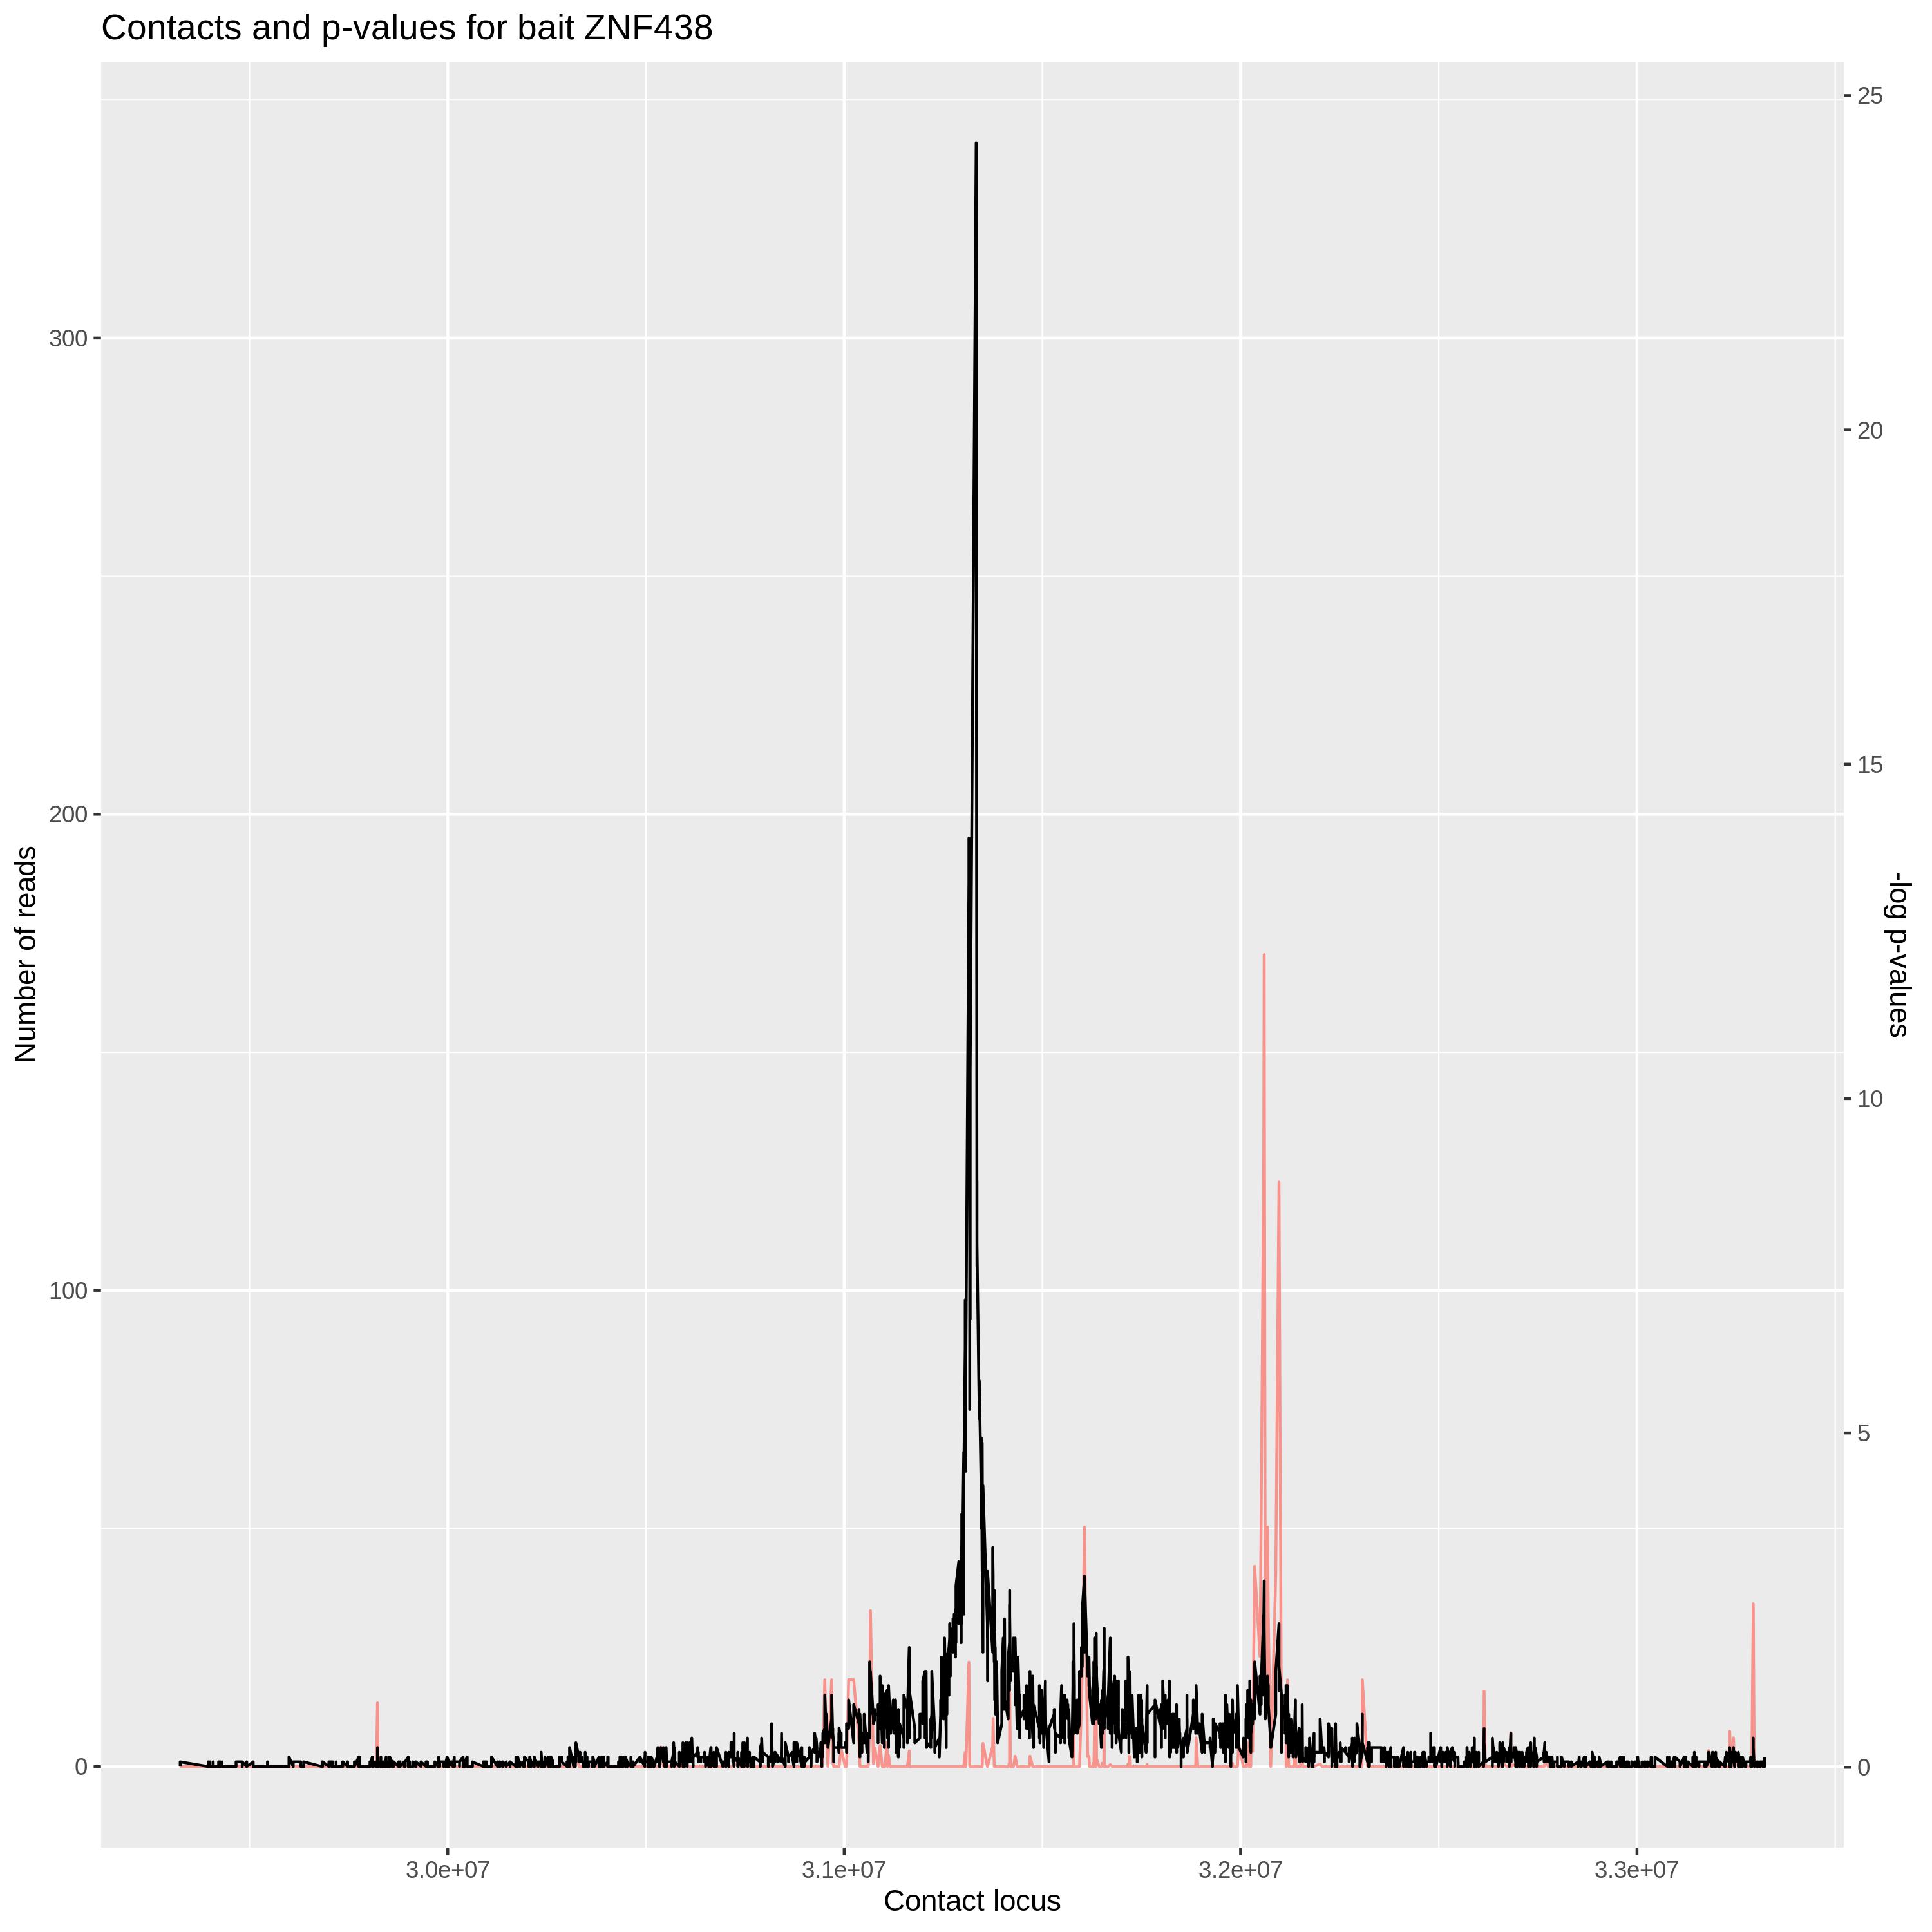 Contacts and p-values for bait ZNF438
25
300
20
200
15
Number of reads
-log p-values
10
100
5
0
0
3.0e+07
3.1e+07
3.2e+07
3.3e+07
Contact locus